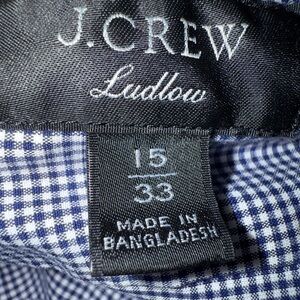 J.CREW
Ludlow
15
33
MADE IN
BANGLADESH